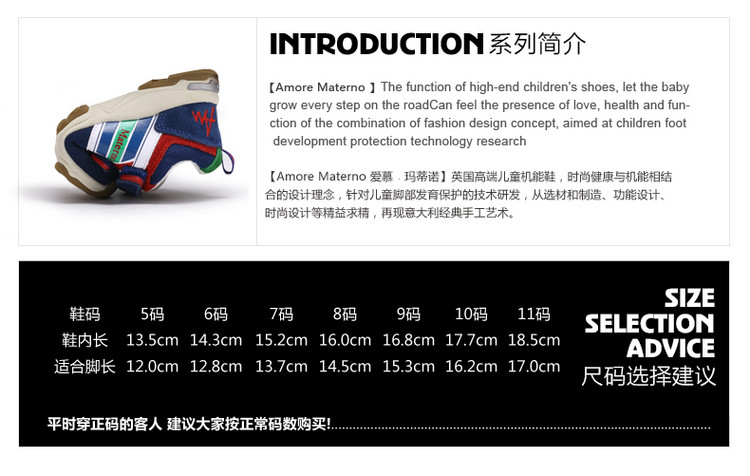 Materno
INTRODUCTION 系列简介
【Amore Materno 】The function of high-end children's shoes, let the baby
grow every step on the roadCan feel the presence of love, health and fun-
ction of the combination of fashion design concept, aimed at children foot
development protection technology research
【Amore Materno 爱慕 . 玛蒂诺】英国高端儿童机能鞋，时尚健康与机能相结
合的设计理念，针对儿童脚部发育保护的技术研发，从选材和制造、功能设计、
时尚设计等精益求精，再现意大利经典手工艺术。
SIZE
SELECTION
ADVICE
尺码选择建议
鞋码 5码 6码 7码 8码 9码 10码 11码
鞋内长 13.5cm 14.3cm 15.2cm 16.0cm 16.8cm 17.7cm 18.5cm
适合脚长 12.0cm 12.8cm 13.7cm 14.5cm 15.3cm 16.2cm 17.0cm
平时穿正码的客人 建议大家按正常码数购买!......................................................................................................